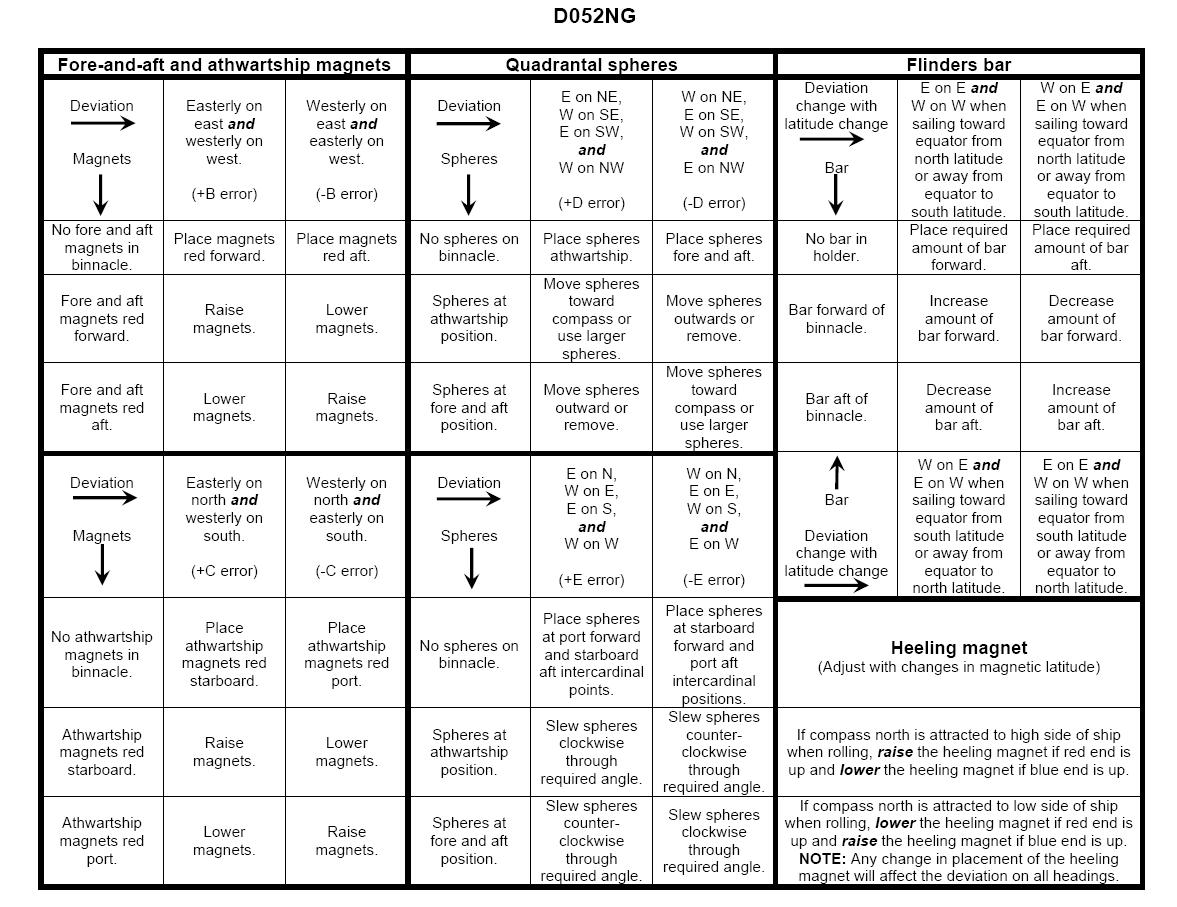 D052NG
Fore-and-aft and athwartship magnets
Quadrantal spheres
Flinders bar
Deviation
Magnets
Easterly on
east and
westerly on
west.
(+B error)
Westerly on
east and
easterly on
west.
(-B error)
Deviation
Spheres
E on NE,
W on SE,
E on SW,
and
W on NW
(+D error)
W on NE,
E on SE,
W on SW,
and
E on NW
(-D error)
Deviation
change with
latitude change
Bar
E on E and
W on W when
sailing toward
equator from
north latitude
or away from
equator to
south latitude.
W on E and
E on W when
sailing toward
equator from
north latitude
or away from
equator to
south latitude.
No fore and aft
magnets in
binnacle.
Place magnets
red forward.
Place magnets
red aft.
No spheres on
binnacle.
Place spheres
athwartship.
Place spheres
fore and aft.
No bar in
holder.
Place required
amount of bar
forward.
Place required
amount of bar
aft.
Fore and aft
magnets red
forward.
Raise
magnets.
Lower
magnets.
Spheres at
athwartship
position.
Move spheres
toward
compass or
use larger
spheres.
Move spheres
outwards or
remove.
Bar forward of
binnacle.
Increase
amount of
bar forward.
Decrease
amount of
bar forward.
Fore and aft
magnets red
aft.
Lower
magnets.
Raise
magnets.
Spheres at
fore and aft
position.
Move spheres
outward or
remove.
Move spheres
toward
compass or
use larger
spheres.
Bar aft of
binnacle.
Decrease
amount of
bar aft.
Increase
amount of
bar aft.
Deviation
Magnets
Easterly on
north and
westerly on
south.
(+C error)
Westerly on
north and
easterly on
south.
(-C error)
Deviation
Spheres
E on N,
W on E,
E on S,
and
W on W
(+E error)
W on N,
E on E,
W on S,
and
E on W
(-E error)
Bar
Deviation
change with
latitude change
W on E and
E on W when
sailing toward
equator from
south latitude
or away from
equator to
north latitude.
E on E and
W on W when
sailing toward
equator from
south latitude
or away from
equator to
north latitude.
No athwartship
magnets in
binnacle.
Place
athwartship
magnets red
starboard.
Place
athwartship
magnets red
port.
No spheres on
binnacle.
Place spheres
at port forward
and starboard
aft intercardinal
points.
Place spheres
at starboard
forward and
port aft
intercardinal
positions.
Heeling magnet
(Adjust with changes in magnetic latitude)
Athwartship
magnets red
starboard.
Raise
magnets.
Lower
magnets.
Spheres at
athwartship
position.
Slew spheres
clockwise
through
required angle.
Slew spheres
counter-
clockwise
through
required angle.
If compass north is attracted to high side of ship
when rolling, raise the heeling magnet if red end is
up and lower the heeling magnet if blue end is up.
Athwartship
magnets red
port.
Lower
magnets.
Raise
magnets.
Spheres at
fore and aft
position.
Slew spheres
counter-
clockwise
through
required angle.
Slew spheres
clockwise
through
required angle.
If compass north is attracted to low side of ship
when rolling, lower the heeling magnet if red end is
up and raise the heeling magnet if blue end is up.
NOTE: Any change in placement of the heeling
magnet will affect the deviation on all headings.